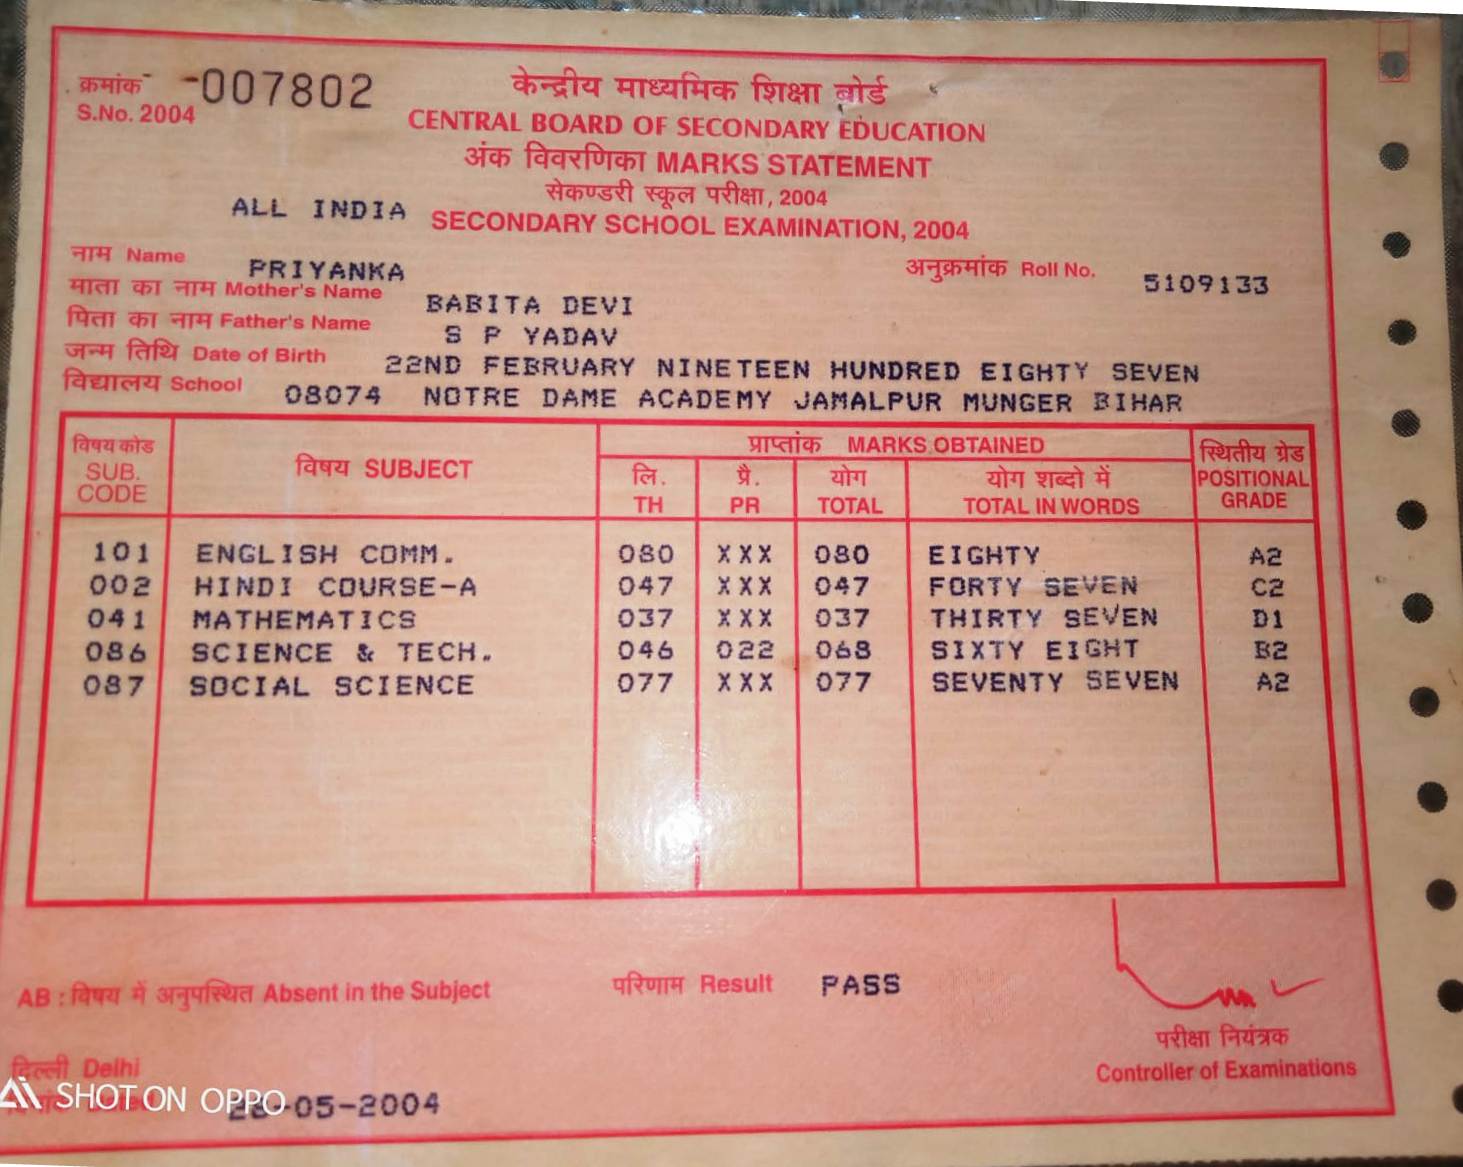 क्रमांक -007802
S.No. 2004
केन्द्रीय माध्यमिक शिक्षा बोर्ड
CENTRAL BOARD OF SECONDARY EDUCATION
अंक विवरणिका MARKS STATEMENT
सेकण्डरी स्कूल परीक्षा, 2004
ALL INDIA SECONDARY SCHOOL EXAMINATION, 2004
नाम Name PRIYANKA अनुक्रमांक Roll No. 5109133
माता का नाम Mother's Name BABITA DEVI
पिता का नाम Father's Name S P YADAV
जन्म तिथि Date of Birth 22ND FEBRUARY NINETEEN HUNDRED EIGHTY SEVEN
विद्यालय School 08074 NOTRE DAME ACADEMY JAMALPUR MUNGER BIHAR
विषय कोड SUB. CODE विषय SUBJECT प्राप्तांक MARKS OBTAINED स्थितीय ग्रेड POSITIONAL GRADE
लि. TH प्रै. PR योग TOTAL योग शब्दो में TOTAL IN WORDS
101 ENGLISH COMM. 080 XXX 080 EIGHTY A2
002 HINDI COURSE-A 047 XXX 047 FORTY SEVEN C2
041 MATHEMATICS 037 XXX 037 THIRTY SEVEN D1
086 SCIENCE & TECH. 046 022 068 SIXTY EIGHT B2
087 SOCIAL SCIENCE 077 XXX 077 SEVENTY SEVEN A2
AB : विषय में अनुपस्थित Absent in the Subject परिणाम Result PASS
परीक्षा नियंत्रक
Controller of Examinations
दिल्ली Delhi
SHOT ON OPPO
-05-2004